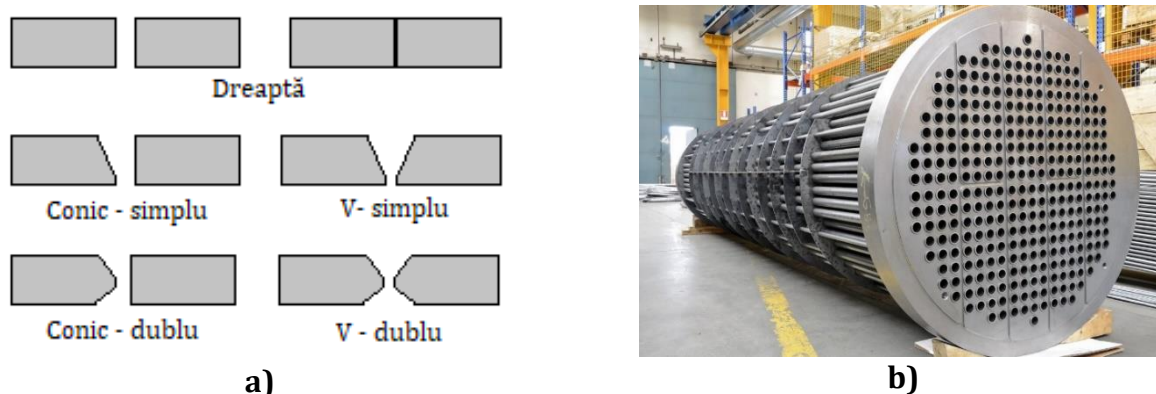 Dreaptă
Conic - simplu
V- simplu
Conic - dublu
V - dublu
a)
b)